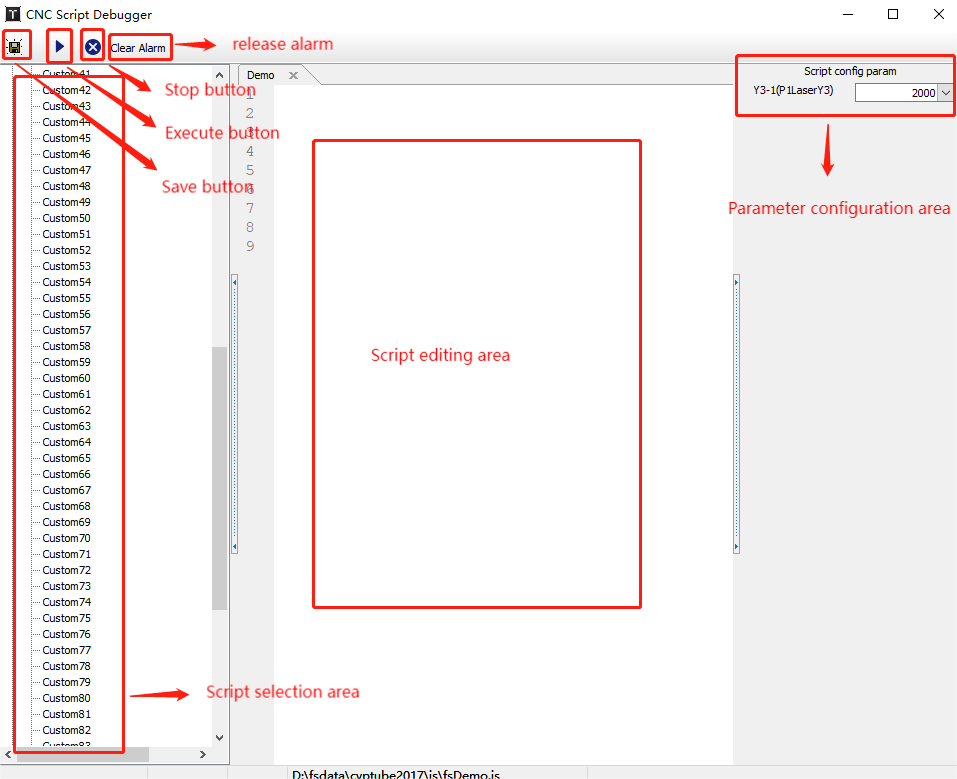 CNC Script Debugger
Clear Alarm
release alarm
Stop button
Execute button
Save button
Custom41
Custom42
Custom43
Custom44
Custom45
Custom46
Custom47
Custom48
Custom49
Custom50
Custom51
Custom52
Custom53
Custom54
Custom55
Custom56
Custom57
Custom58
Custom59
Custom60
Custom61
Custom62
Custom63
Custom64
Custom65
Custom66
Custom67
Custom68
Custom69
Custom70
Custom71
Custom72
Custom73
Custom74
Custom75
Custom76
Custom77
Custom78
Custom79
Custom80
Custom81
Custom82
Custom83
Script selection area
Demo
1
2
3
4
5
6
7
8
9
Script editing area
Script config param
Y3-1(P1LaserY3) 2000
Parameter configuration area
D:\fsdata\cyptube2017\js\fsDemo.js